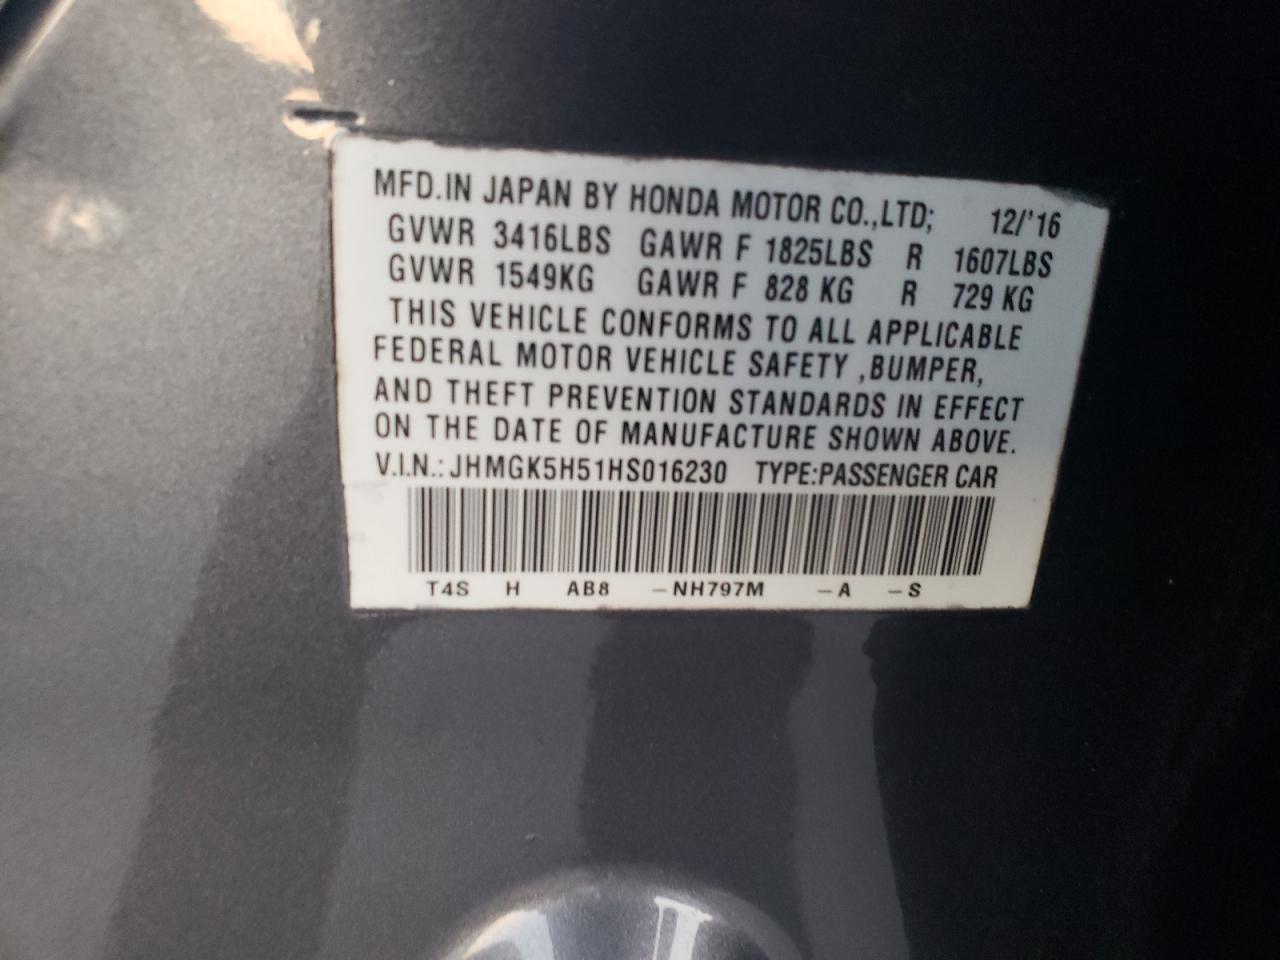 MFD.IN JAPAN BY HONDA MOTOR CO.,LTD; 12/'16
GVWR 3416LBS GAWR F 1825LBS R 1607LBS
GVWR 1549KG GAWR F 828 KG R 729 KG
THIS VEHICLE CONFORMS TO ALL APPLICABLE
FEDERAL MOTOR VEHICLE SAFETY ,BUMPER,
AND THEFT PREVENTION STANDARDS IN EFFECT
ON THE DATE OF MANUFACTURE SHOWN ABOVE.
V.I.N.: JHMGK5H51HS016230 TYPE:PASSENGER CAR
T4S H AB8 -NH797M -A -S